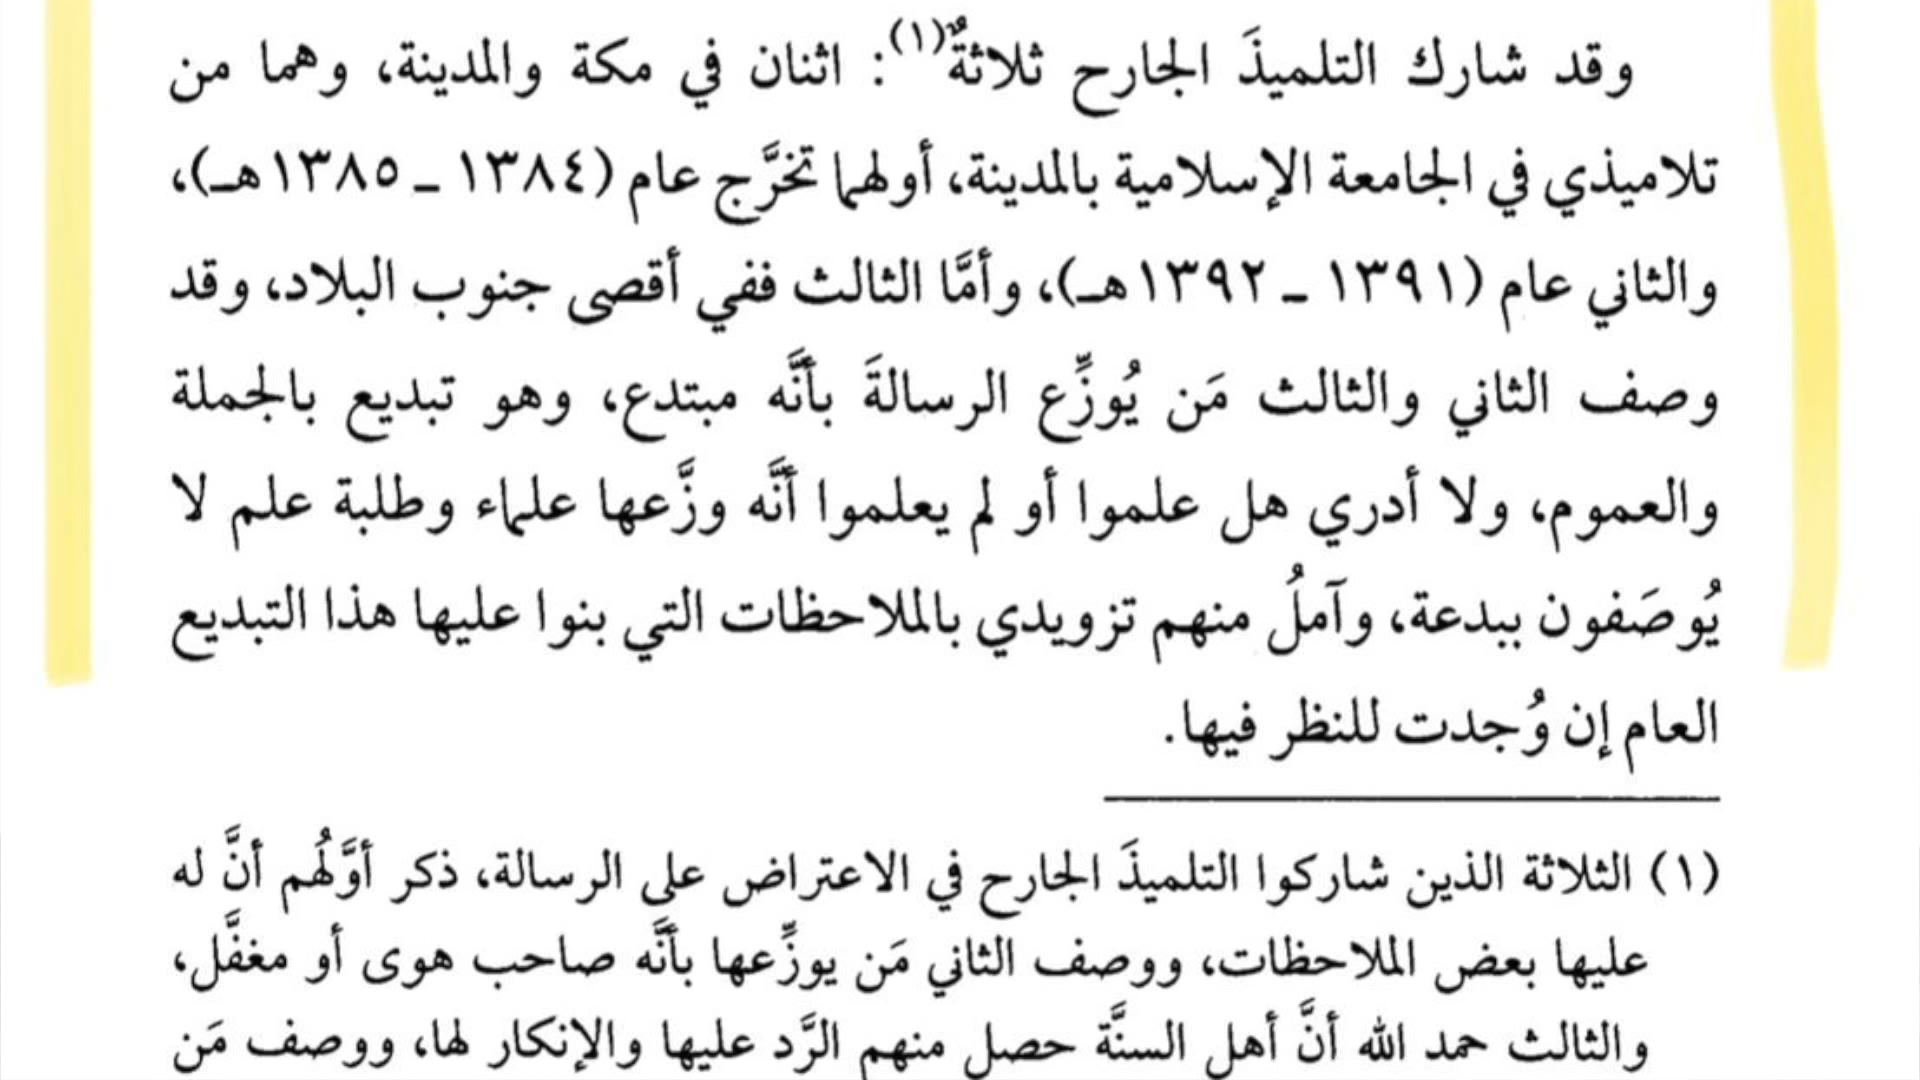 وقد شارك التلميذَ الجارح ثلاثةٌ(١): اثنان في مكة والمدينة، وهما من
تلاميذي في الجامعة الإسلامية بالمدينة، أولهما تخرَّج عام (١٣٨٤ ـ ١٣٨٥هـ)،
والثاني عام (١٣٩١ ـ ١٣٩٢هـ)، وأمَّا الثالث ففي أقصى جنوب البلاد، وقد
وصف الثاني والثالث مَن يُوزِّع الرسالةَ بأنَّه مبتدع، وهو تبديع بالجملة
والعموم، ولا أدري هل علموا أو لم يعلموا أنَّه وزَّعها علماء وطلبة علم لا
يُوصَفون ببدعة، وآملُ منهم تزويدي بالملاحظات التي بنوا عليها هذا التبديع
العام إن وُجدت للنظر فيها.
(١) الثلاثة الذين شاركوا التلميذَ الجارح في الاعتراض على الرسالة، ذكر أوَّلهُم أنَّ له
عليها بعض الملاحظات، ووصف الثاني مَن يوزِّعها بأنَّه صاحب هوى أو مغفَّل،
والثالث حمد الله أنَّ أهل السنَّة حصل منهم الرَّد عليها والإنكار لها، ووصف مَن